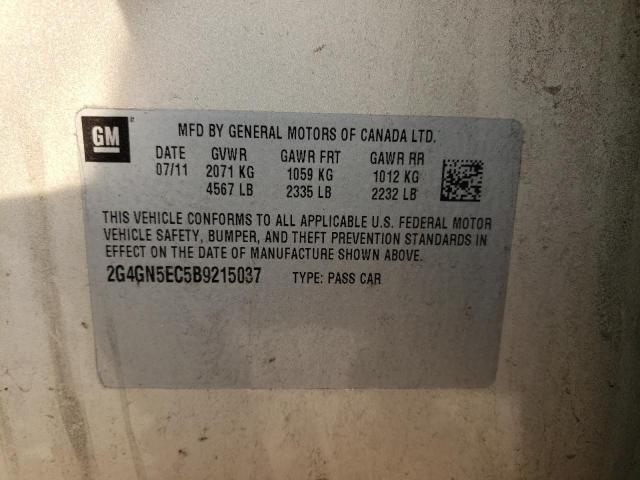 GM
MFD BY GENERAL MOTORS OF CANADA LTD.
DATE GVWR GAWR FRT GAWR RR
07/11 2071 KG 1059 KG 1012 KG
4567 LB 2335 LB 2232 LB
THIS VEHICLE CONFORMS TO ALL APPLICABLE U.S. FEDERAL MOTOR
VEHICLE SAFETY, BUMPER, AND THEFT PREVENTION STANDARDS IN
EFFECT ON THE DATE OF MANUFACTURE SHOWN ABOVE.
2G4GN5EC5B9215037 TYPE: PASS CAR